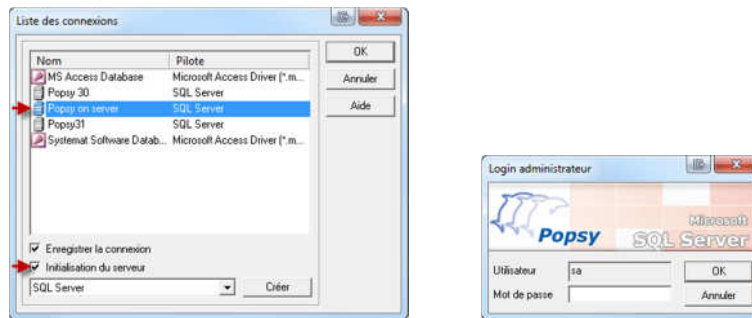 Liste des connexions
Nom Pilote
MS Access Database Microsoft Access Driver (*.m...
Popsy 30 SQL Server
Popsy on server SQL Server
Popsy31 SQL Server
Systemat Software Datab... Microsoft Access Driver (*.m...
OK
Annuler
Aide
Enregistrer la connexion
Initialisation du serveur
SQL Server Créer
Login administrateur
Popsy
Microsoft
SQL Server
Utilisateur sa OK
Mot de passe Annuler